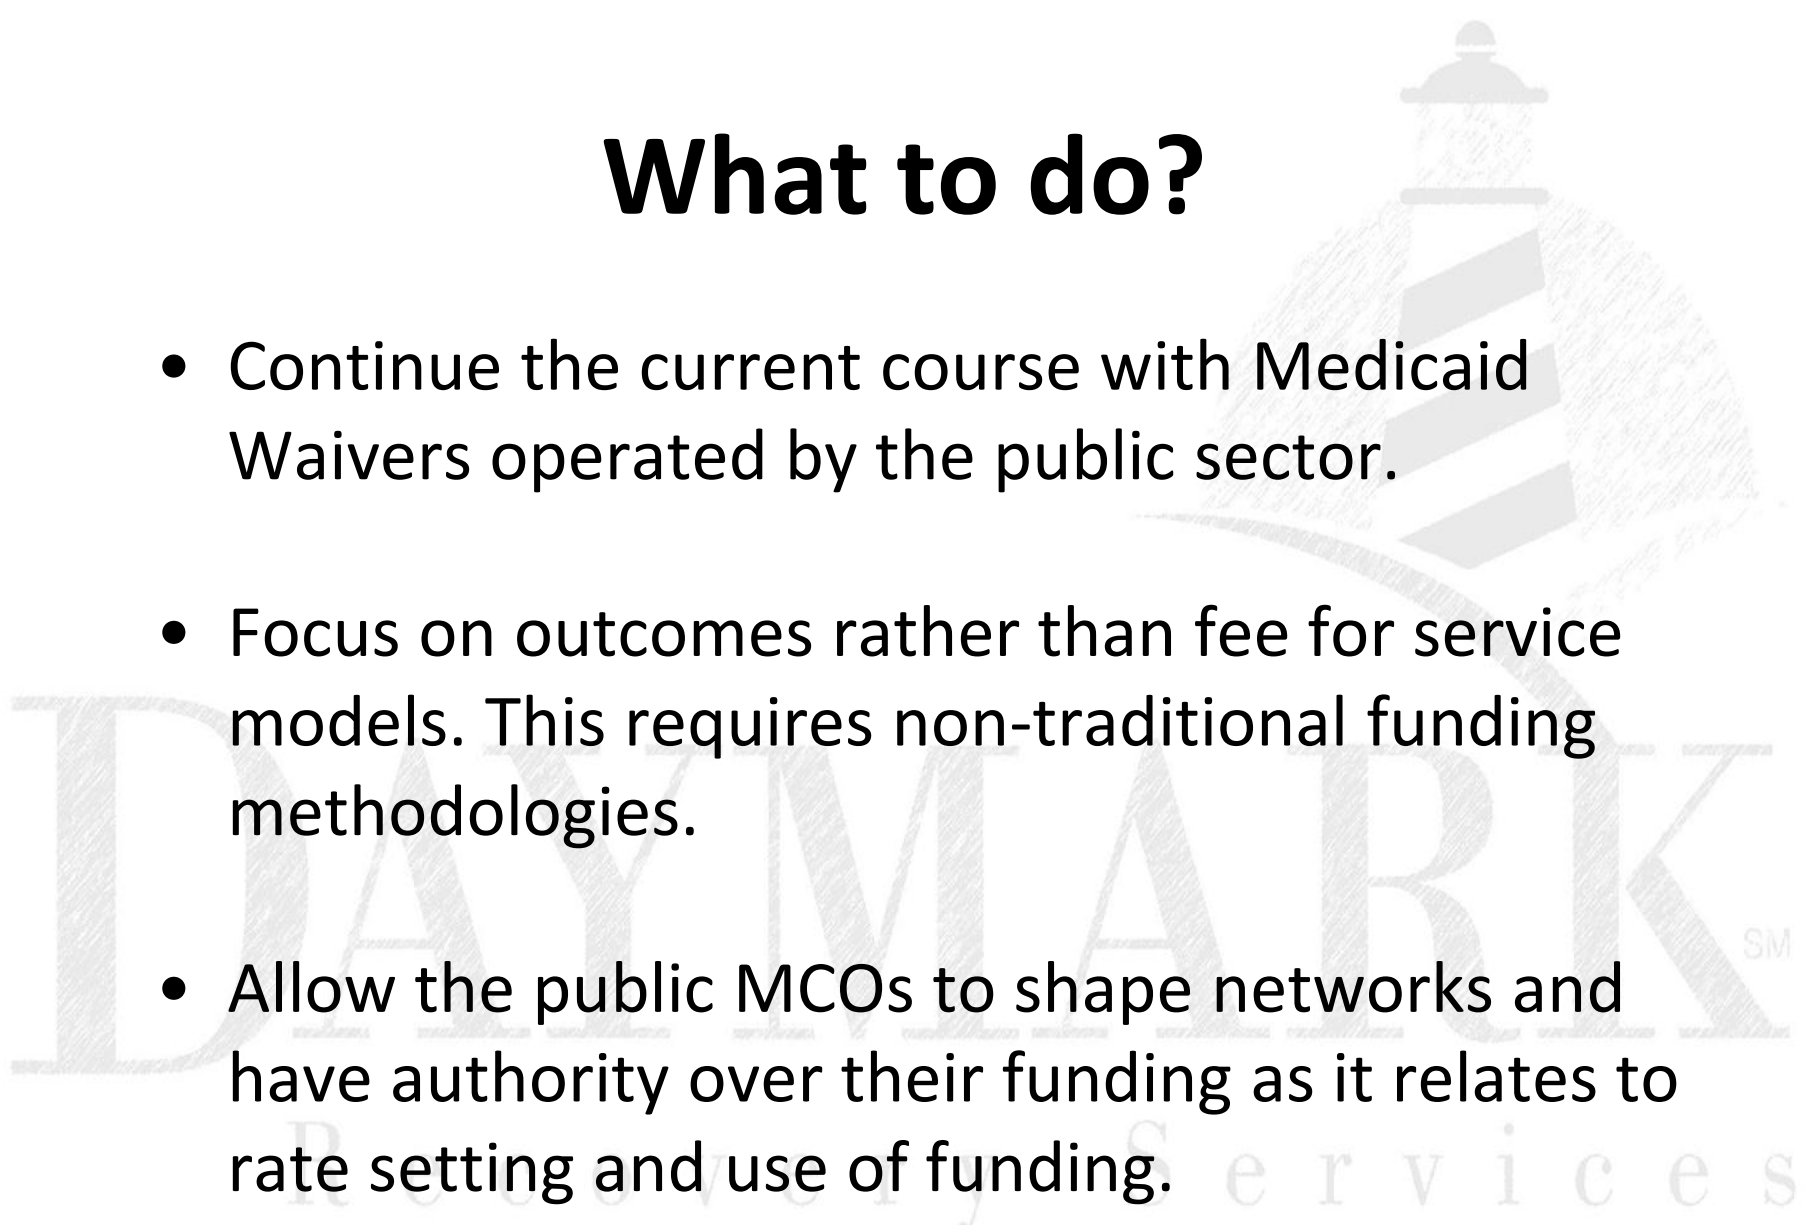 What to do?
• Continue the current course with Medicaid
Waivers operated by the public sector.
• Focus on outcomes rather than fee for service
models. This requires non-traditional funding
methodologies.
DAYMARK SM
• Allow the public MCOs to shape networks and
have authority over their funding as it relates to
rate setting and use of funding.
Recovery Services